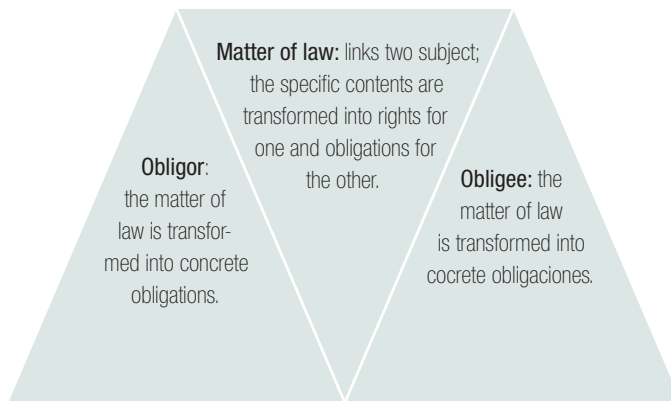 Matter of law: links two subject;
the specific contents are
transformed into rights for
one and obligations for
the other.
Obligor:
the matter of
law is transfor-
med into concrete
obligations.
Obligee: the
matter of law
is transformed into
cocrete obligaciones.